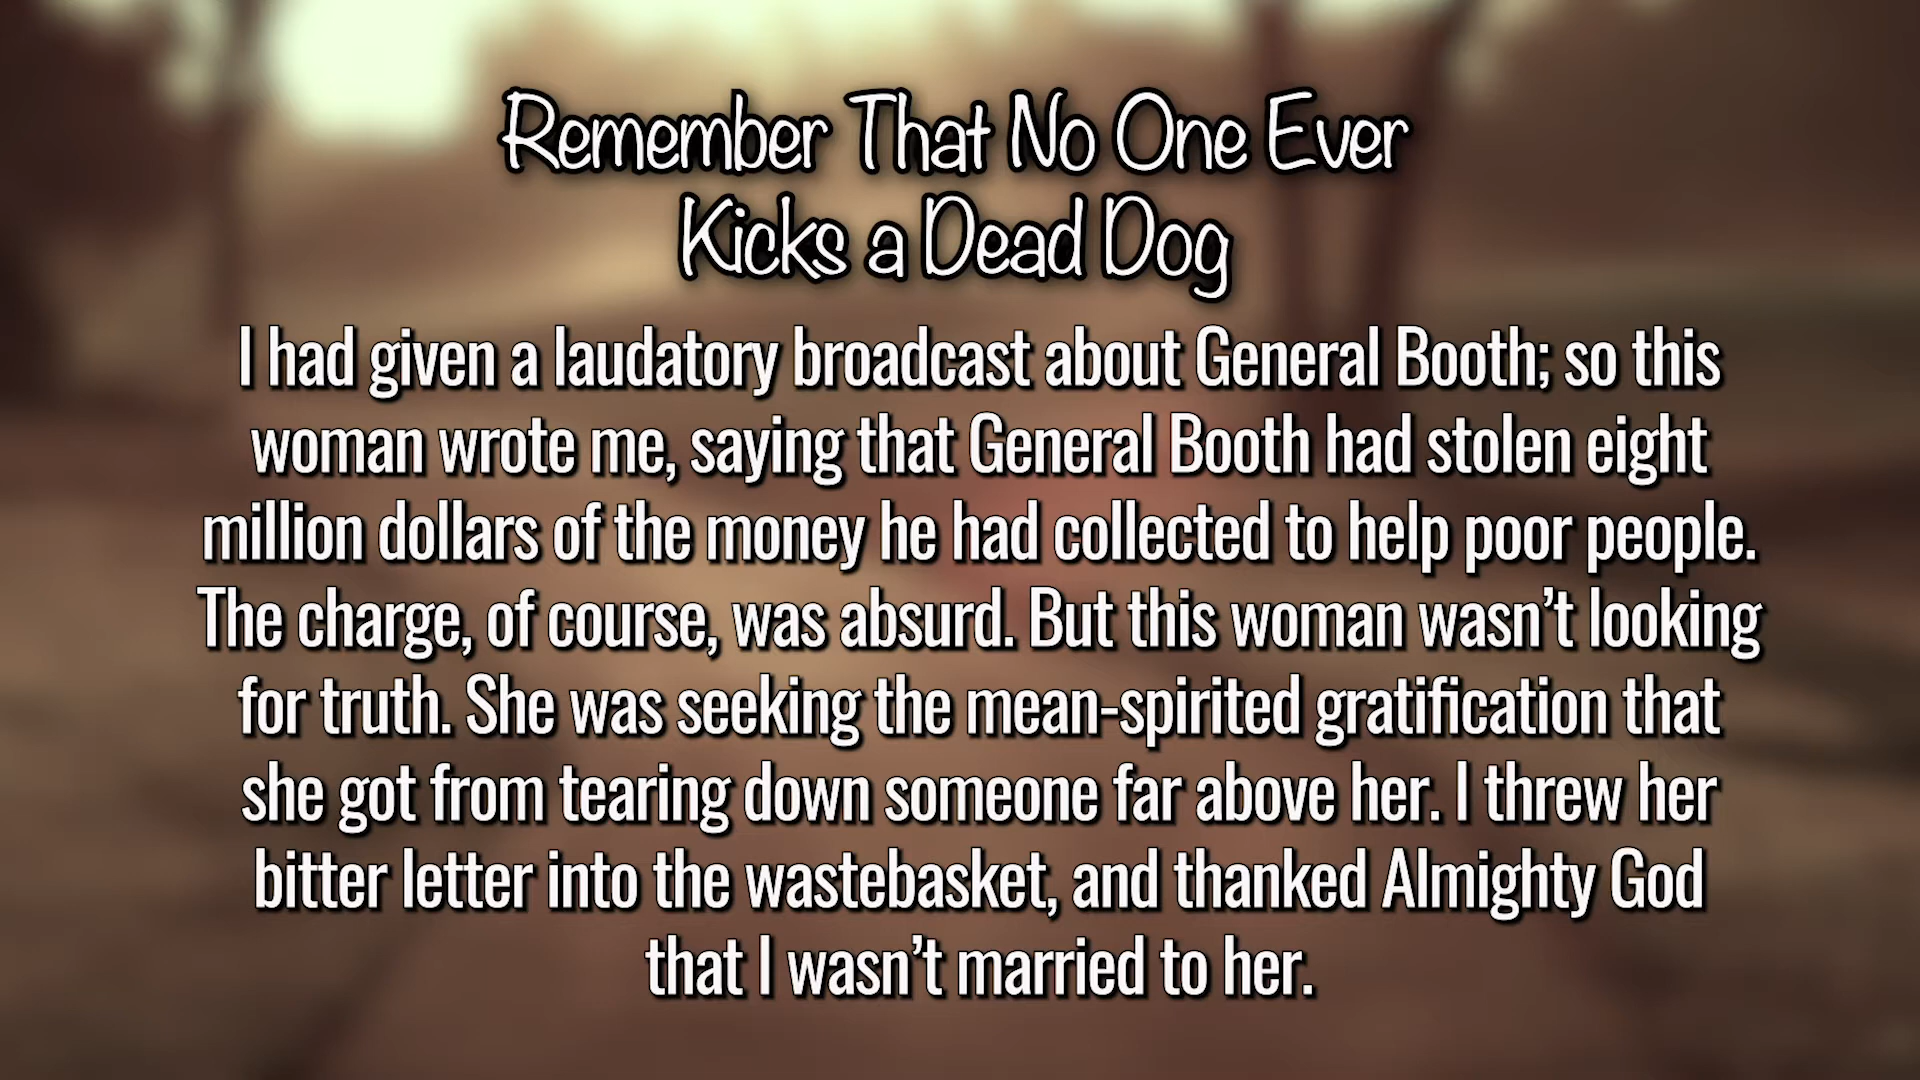 Remember That No One Ever
Kicks a Dead Dog
I had given a laudatory broadcast about General Booth; so this
woman wrote me, saying that General Booth had stolen eight
million dollars of the money he had collected to help poor people.
The charge, of course, was absurd. But this woman wasn’t looking
for truth. She was seeking the mean-spirited gratification that
she got from tearing down someone far above her. I threw her
bitter letter into the wastebasket, and thanked Almighty God
that I wasn’t married to her.